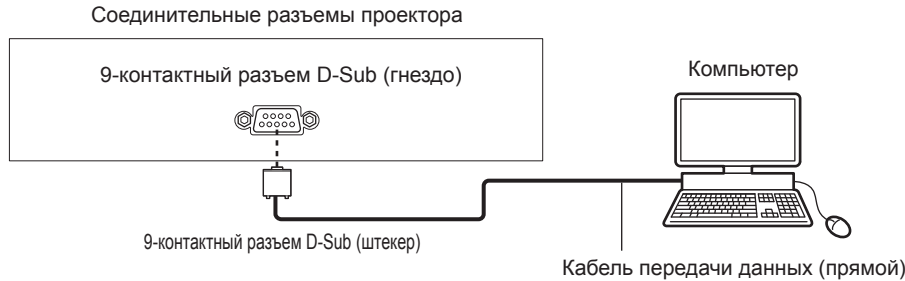 Соединительные разъемы проектора
9-контактный разъем D-Sub (гнездо)
Компьютер
9-контактный разъем D-Sub (штекер)
Кабель передачи данных (прямой)